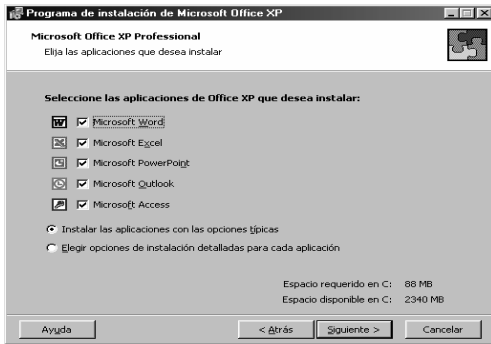 Programa de instalación de Microsoft Office XP
Microsoft Office XP Professional
Elija las aplicaciones que desea instalar
Seleccione las aplicaciones de Office XP que desea instalar:
Microsoft Word
Microsoft Excel
Microsoft PowerPoint
Microsoft Outlook
Microsoft Access
Instalar las aplicaciones con las opciones típicas
Elegir opciones de instalación detalladas para cada aplicación
Espacio requerido en C: 88 MB
Espacio disponible en C: 2340 MB
Ayuda < Atrás Siguiente > Cancelar